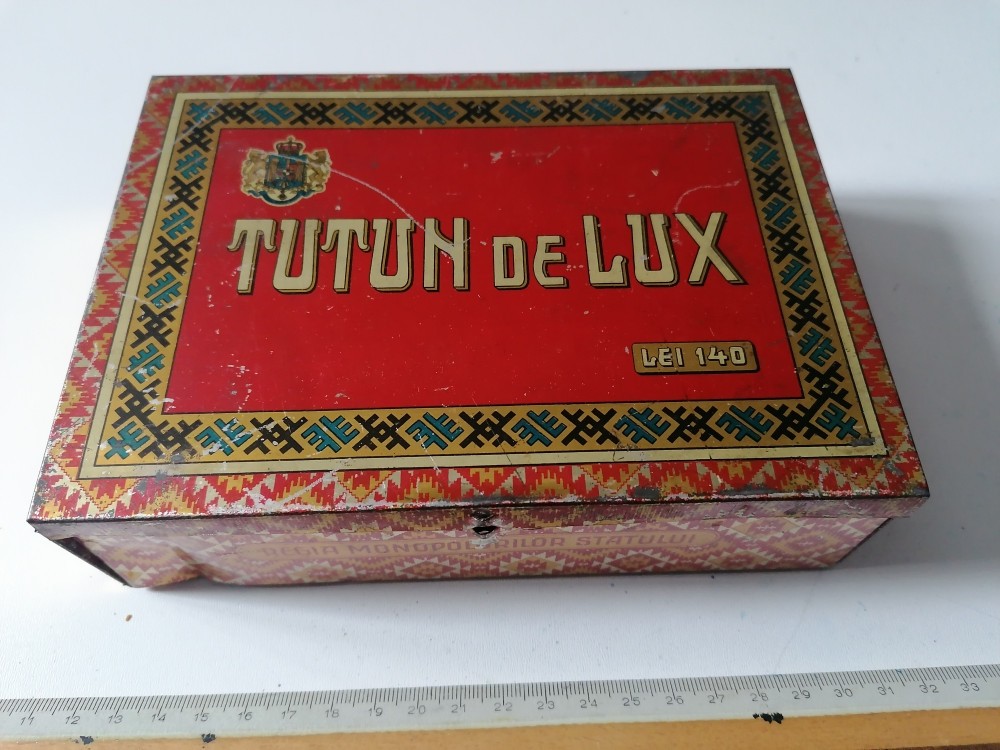 TUTUN DE LUX
LEI 140
REGIA MONOPOLURILOR STATULUI
11 12 13 14 15 16 17 18 19 20 21 22 23 24 25 26 27 28 29 30 31 32 33